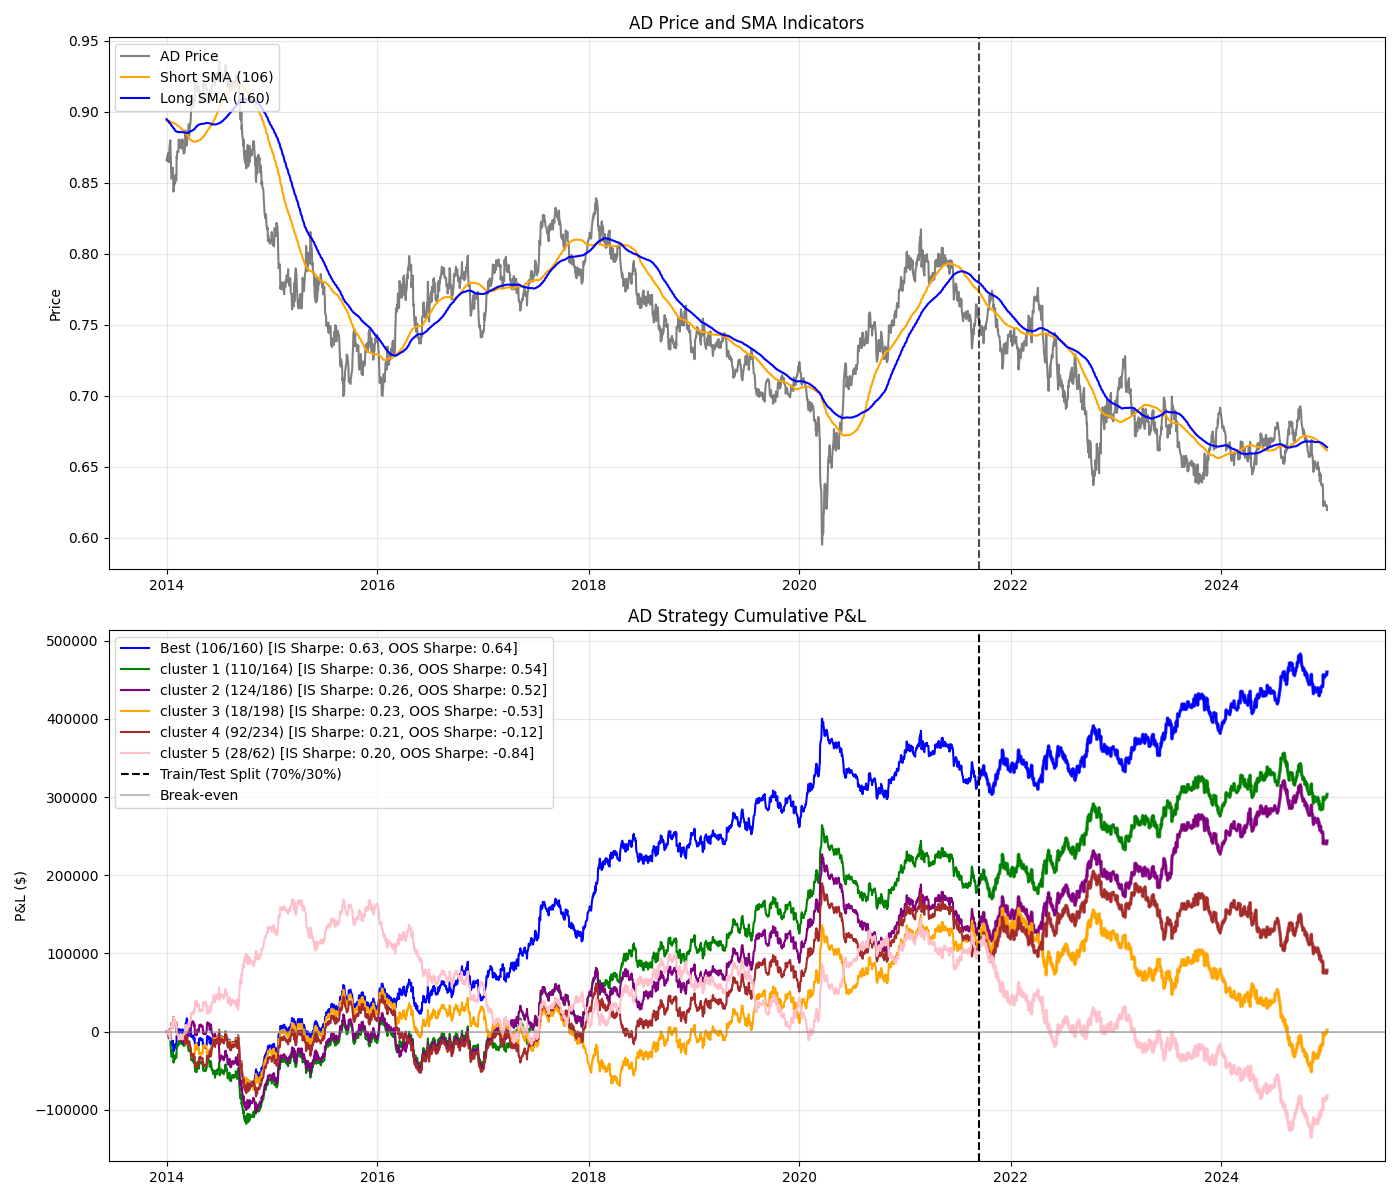 AD Price and SMA Indicators
0.95
0.90
0.85
0.80
0.75
0.70
0.65
0.60
Price
AD Price
Short SMA (106)
Long SMA (160)
2014
2016
2018
2020
2022
2024
AD Strategy Cumulative P&L
500000
400000
300000
200000
100000
0
−100000
P&L ($)
Best (106/160) [IS Sharpe: 0.63, OOS Sharpe: 0.64]
cluster 1 (110/164) [IS Sharpe: 0.36, OOS Sharpe: 0.54]
cluster 2 (124/186) [IS Sharpe: 0.26, OOS Sharpe: 0.52]
cluster 3 (18/198) [IS Sharpe: 0.23, OOS Sharpe: -0.53]
cluster 4 (92/234) [IS Sharpe: 0.21, OOS Sharpe: -0.12]
cluster 5 (28/62) [IS Sharpe: 0.20, OOS Sharpe: -0.84]
Train/Test Split (70%/30%)
Break-even
2014
2016
2018
2020
2022
2024